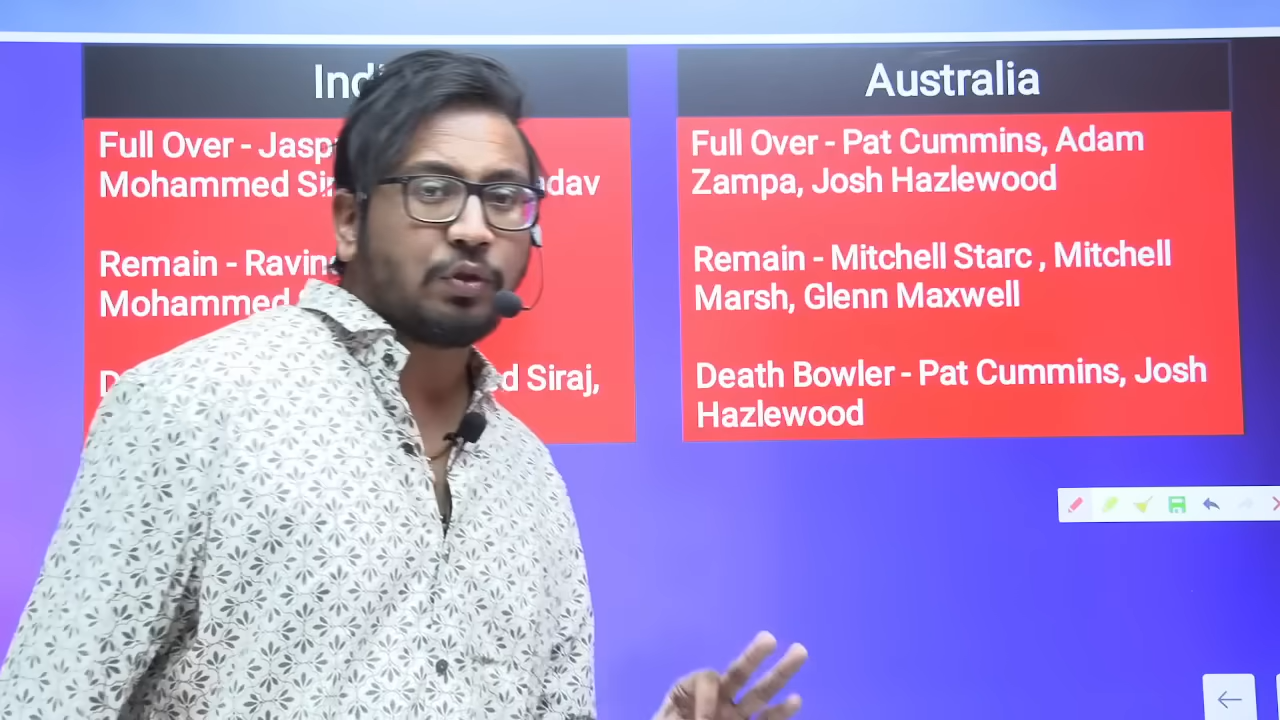 Australia
Full Over - Jasp
Mohammed Si
adav
Remain - Ravin
Mohammed
d Siraj,
Full Over - Pat Cummins, Adam
Zampa, Josh Hazlewood
Remain - Mitchell Starc , Mitchell
Marsh, Glenn Maxwell
Death Bowler - Pat Cummins, Josh
Hazlewood